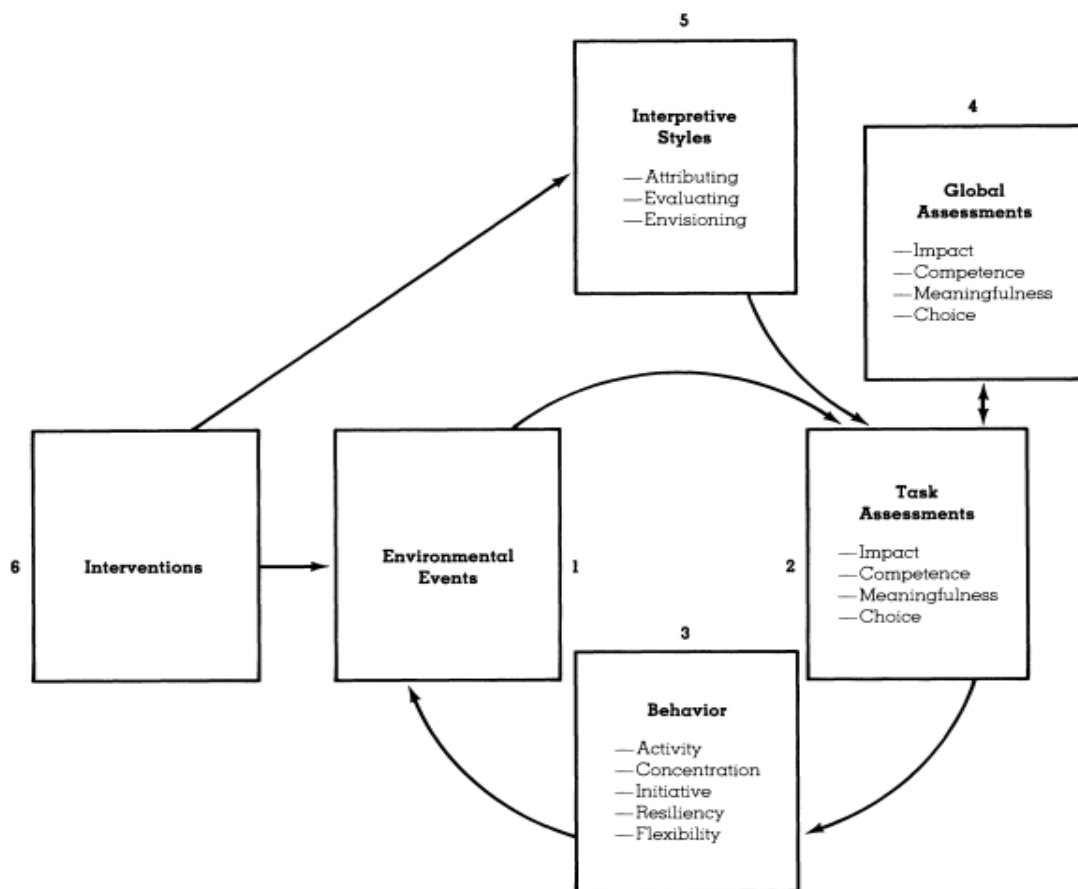 5
Interpretive
Styles
—Attributing
—Evaluating
—Envisioning
4
Global
Assessments
—Impact
—Competence
—Meaningfulness
—Choice
6
Interventions
Environmental
Events
1
2
Task
Assessments
—Impact
—Competence
—Meaningfulness
—Choice
3
Behavior
—Activity
—Concentration
—Initiative
—Resiliency
—Flexibility